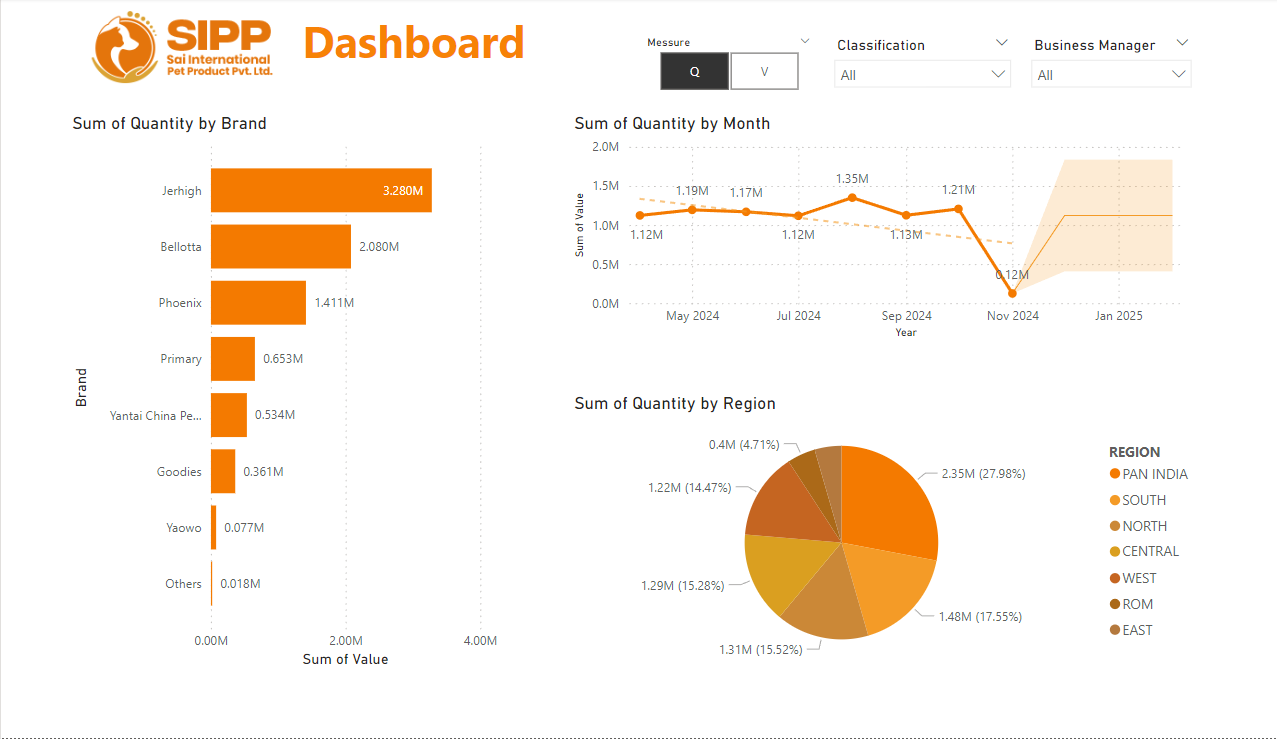 SIPP
Sai International
Pet Product Pvt. Ltd.
Dashboard
Messure
Q
V
Classification
All
Business Manager
All
Sum of Quantity by Brand
Brand
Jerhigh
3.280M
Bellotta
2.080M
Phoenix
1.411M
Primary
0.653M
Yantai China Pe...
0.534M
Goodies
0.361M
Yaowo
0.077M
Others
0.018M
0.00M
2.00M
4.00M
Sum of Value
Sum of Quantity by Month
Sum of Value
2.0M
1.5M
1.0M
0.5M
0.0M
1.12M
1.19M
1.17M
1.12M
1.35M
1.13M
1.21M
0.12M
May 2024
Jul 2024
Sep 2024
Nov 2024
Jan 2025
Year
Sum of Quantity by Region
0.4M (4.71%)
2.35M (27.98%)
1.22M (14.47%)
1.29M (15.28%)
1.48M (17.55%)
1.31M (15.52%)
REGION
PAN INDIA
SOUTH
NORTH
CENTRAL
WEST
ROM
EAST